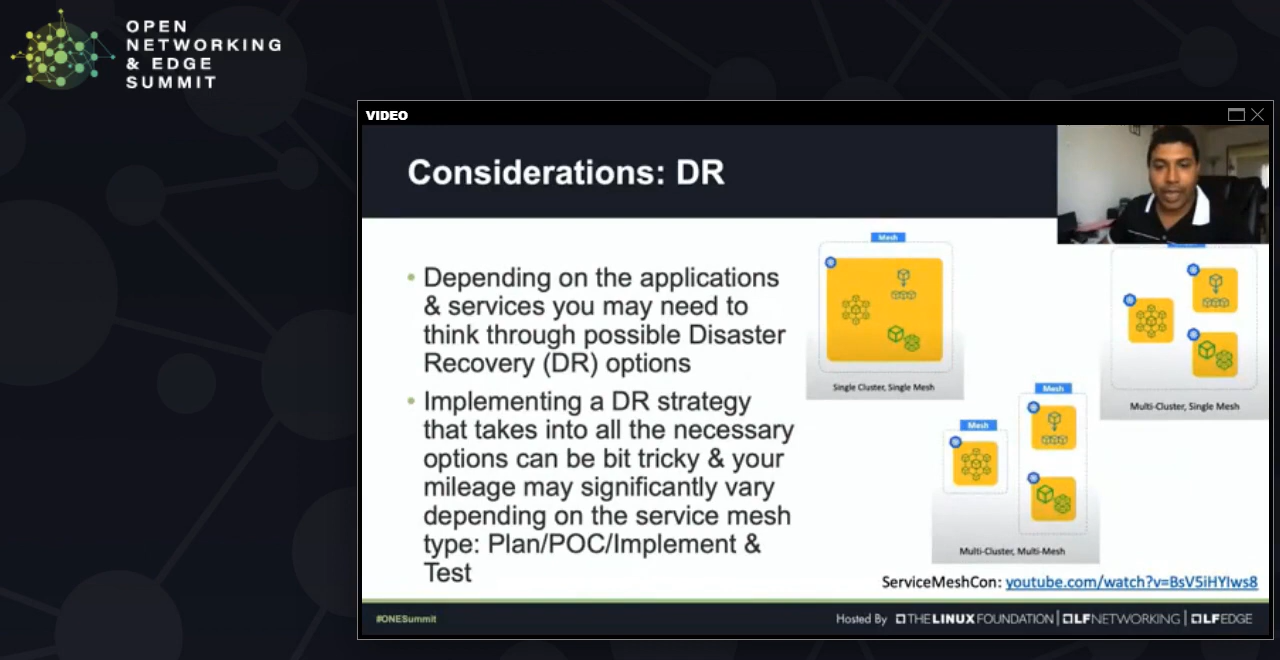 OPEN
NETWORKING
& EDGE
SUMMIT
VIDEO
Considerations: DR
• Depending on the applications
& services you may need to
think through possible Disaster
Recovery (DR) options
• Implementing a DR strategy
that takes into all the necessary
options can be bit tricky & your
mileage may significantly vary
depending on the service mesh
type: Plan/POC/Implement &
Test
Mesh
Single Cluster, Single Mesh
Multi-Cluster, Single Mesh
Mesh
Mesh
Multi-Cluster, Multi-Mesh
ServiceMeshCon: youtube.com/watch?v=BsV5iHYIws8
#ONESummit
Hosted By THE LINUX FOUNDATION | LF NETWORKING | LF EDGE